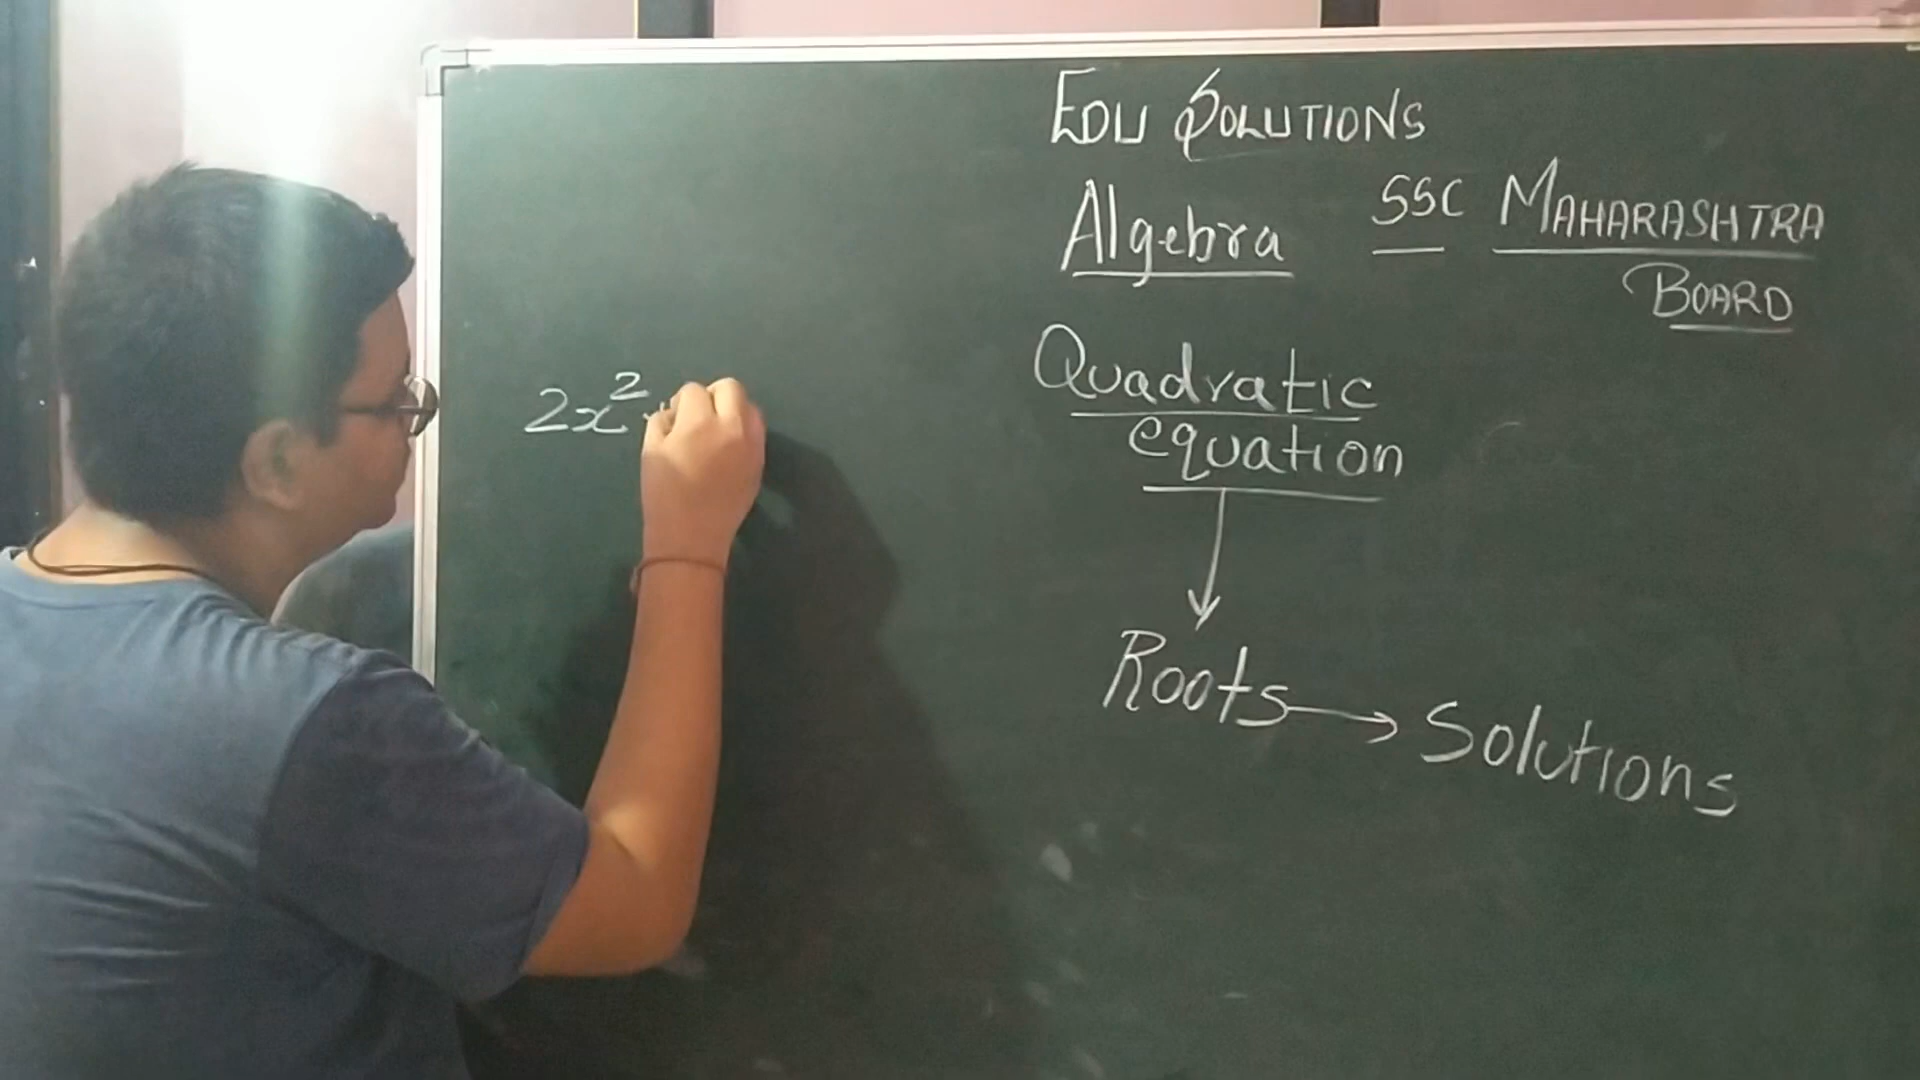 EDU SOLUTIONS
Algebra SSC MAHARASHTRA
BOARD
Quadratic
equation
2x² +
Roots → Solutions